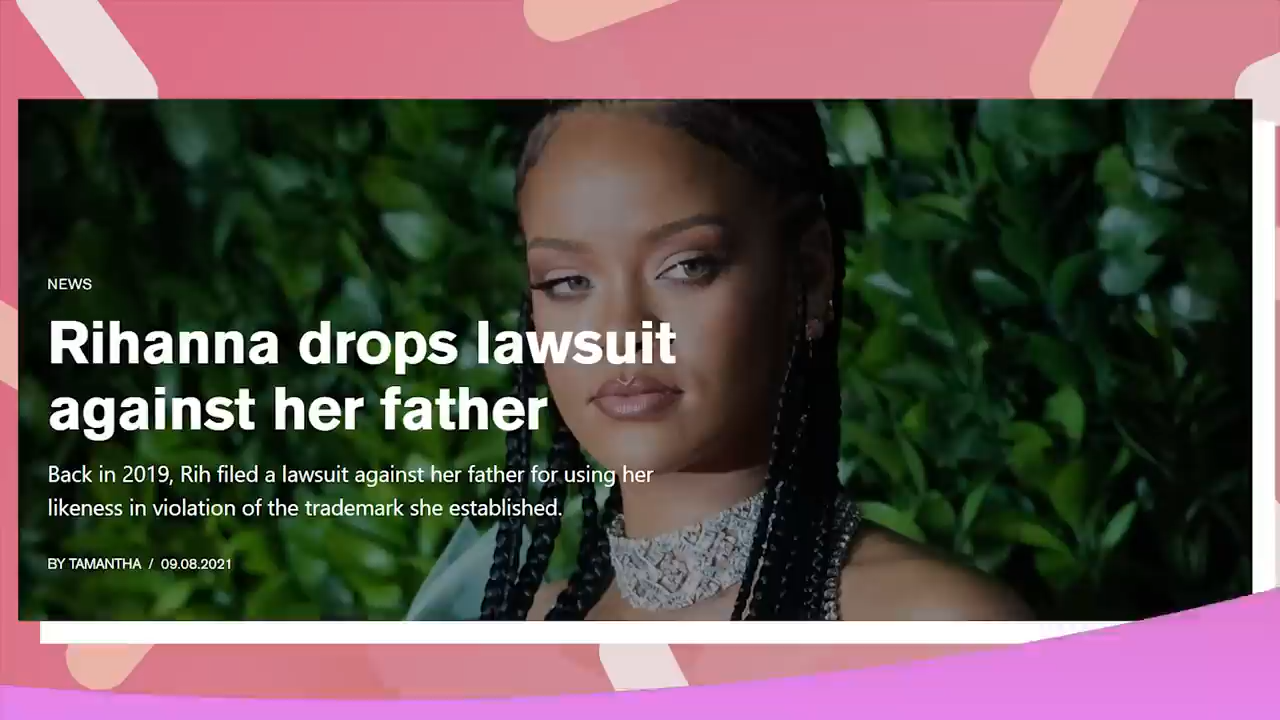 NEWS
Rihanna drops lawsuit
against her father
Back in 2019, Rih filed a lawsuit against her father for using her
likeness in violation of the trademark she established.
BY TAMANTHA / 09.08.2021